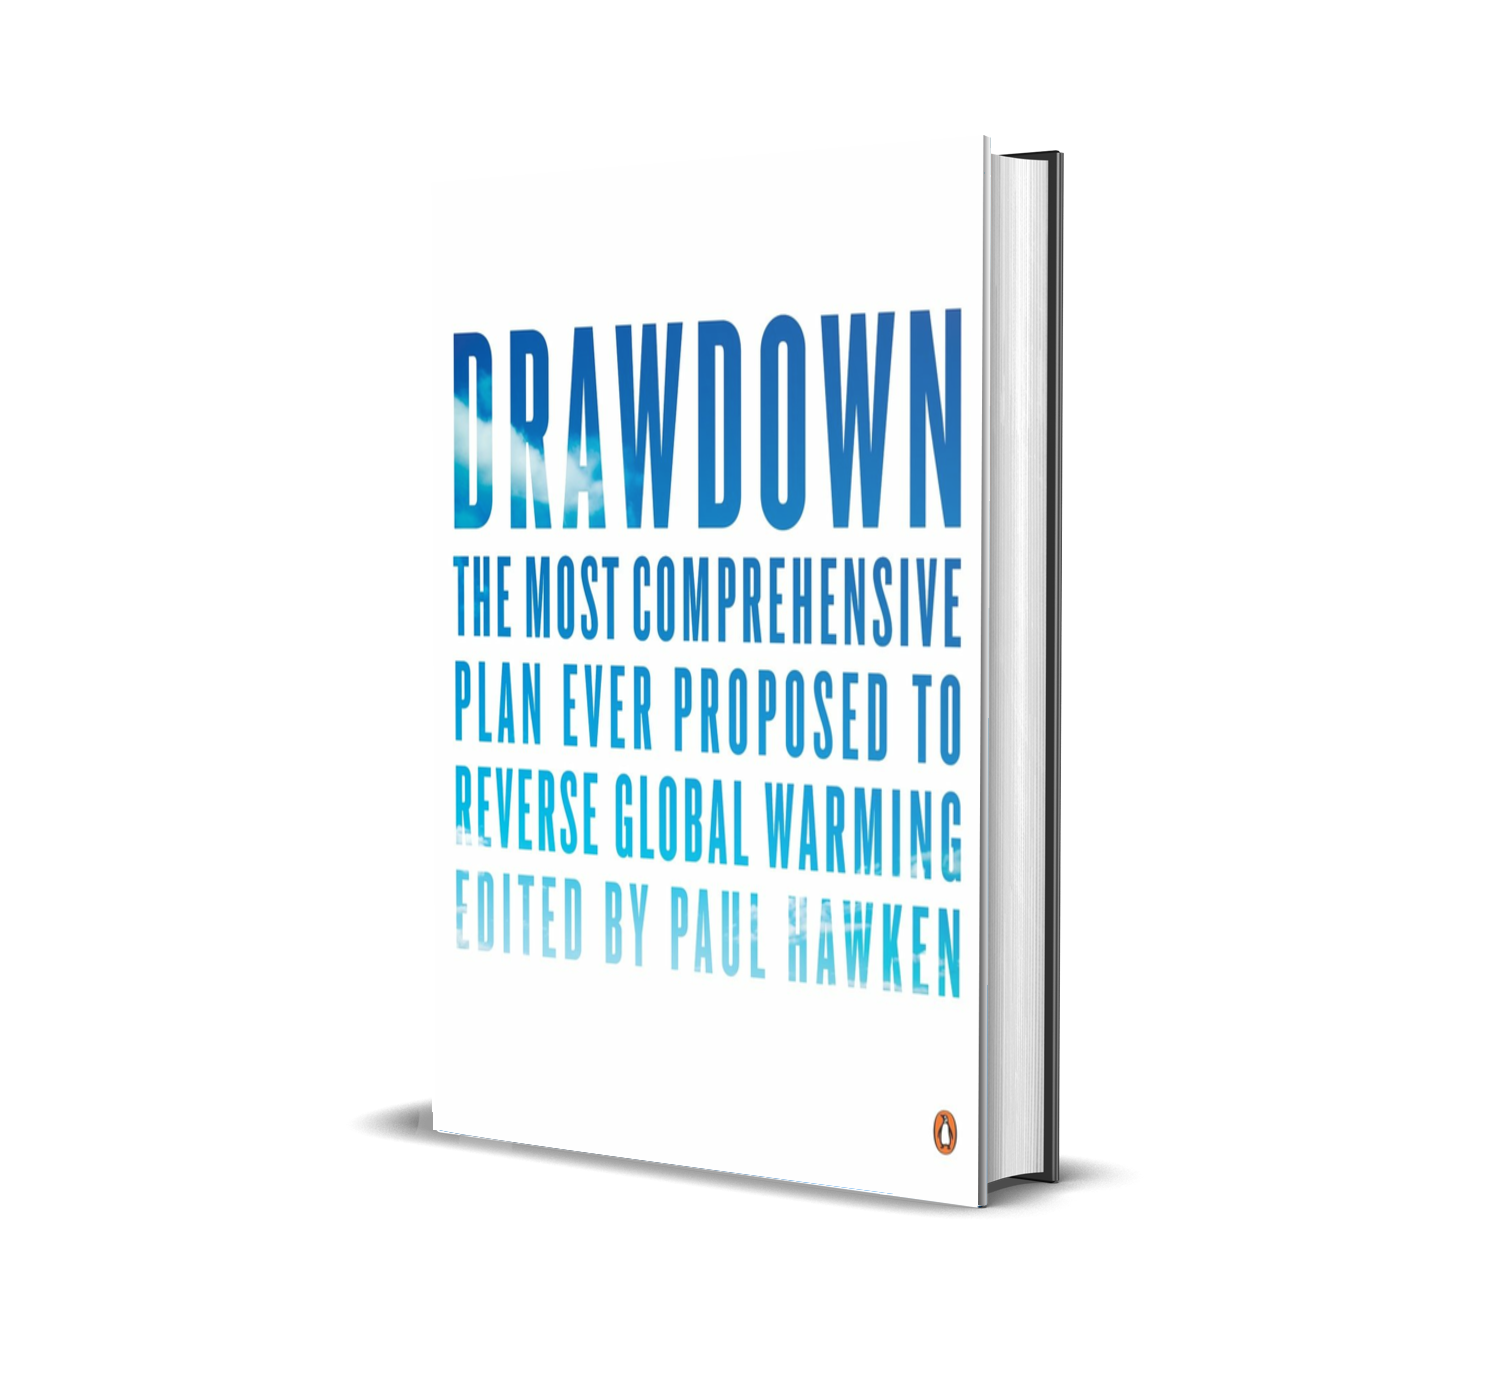 DRAWDOWN
THE MOST COMPREHENSIVE
PLAN EVER PROPOSED TO
REVERSE GLOBAL WARMING
EDITED BY PAUL HAWKEN